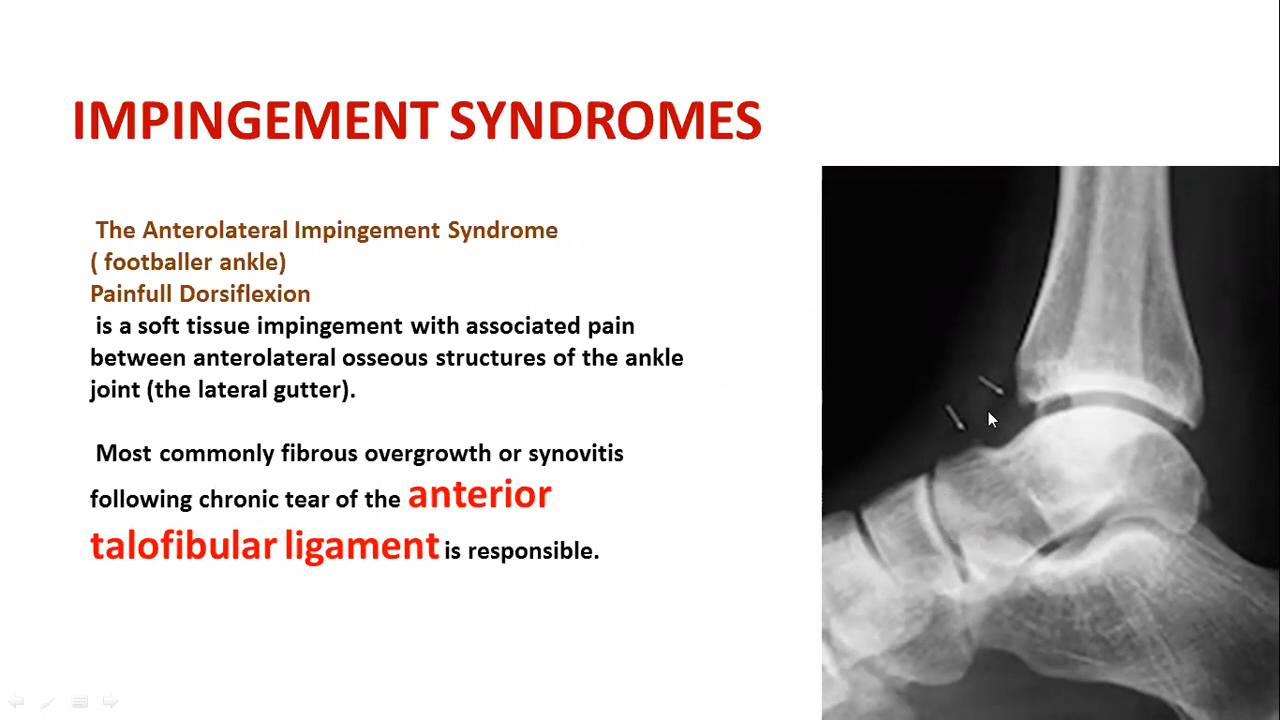 IMPINGEMENT SYNDROMES
The Anterolateral Impingement Syndrome
( footballer ankle)
Painfull Dorsiflexion
is a soft tissue impingement with associated pain
between anterolateral osseous structures of the ankle
joint (the lateral gutter).
Most commonly fibrous overgrowth or synovitis
following chronic tear of the anterior
talofibular ligament is responsible.